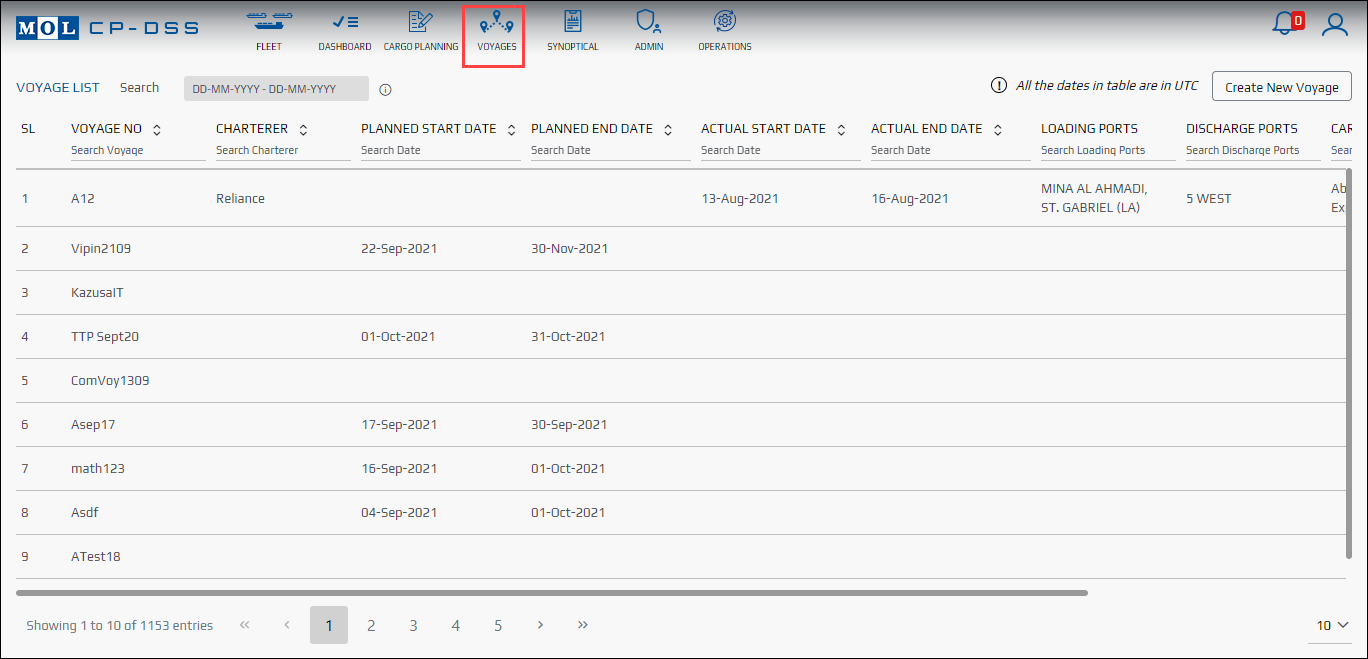 MOL CP-DSS
FLEET
DASHBOARD
CARGO PLANNING
VOYAGES
SYNOPTICAL
ADMIN
OPERATIONS
0
VOYAGE LIST Search DD-MM-YYYY - DD-MM-YYYY
All the dates in table are in UTC
Create New Voyage
SL VOYAGE NO CHARTERER PLANNED START DATE PLANNED END DATE ACTUAL START DATE ACTUAL END DATE LOADING PORTS DISCHARGE PORTS CAR
Search Voyage Search Charterer Search Date Search Date Search Date Search Date Search Loading Ports Search Discharge Ports Sear
1 A12 Reliance 13-Aug-2021 16-Aug-2021 MINA AL AHMADI, 5 WEST Ab
ST. GABRIEL (LA) Ex
2 Vipin2109 22-Sep-2021 30-Nov-2021
3 KazusaIT
4 TTP Sept20 01-Oct-2021 31-Oct-2021
5 ComVoy1309
6 Asep17 17-Sep-2021 30-Sep-2021
7 math123 16-Sep-2021 01-Oct-2021
8 Asdf 04-Sep-2021 01-Oct-2021
9 ATest18
Showing 1 to 10 of 1153 entries << < 1 2 3 4 5 > >> 10